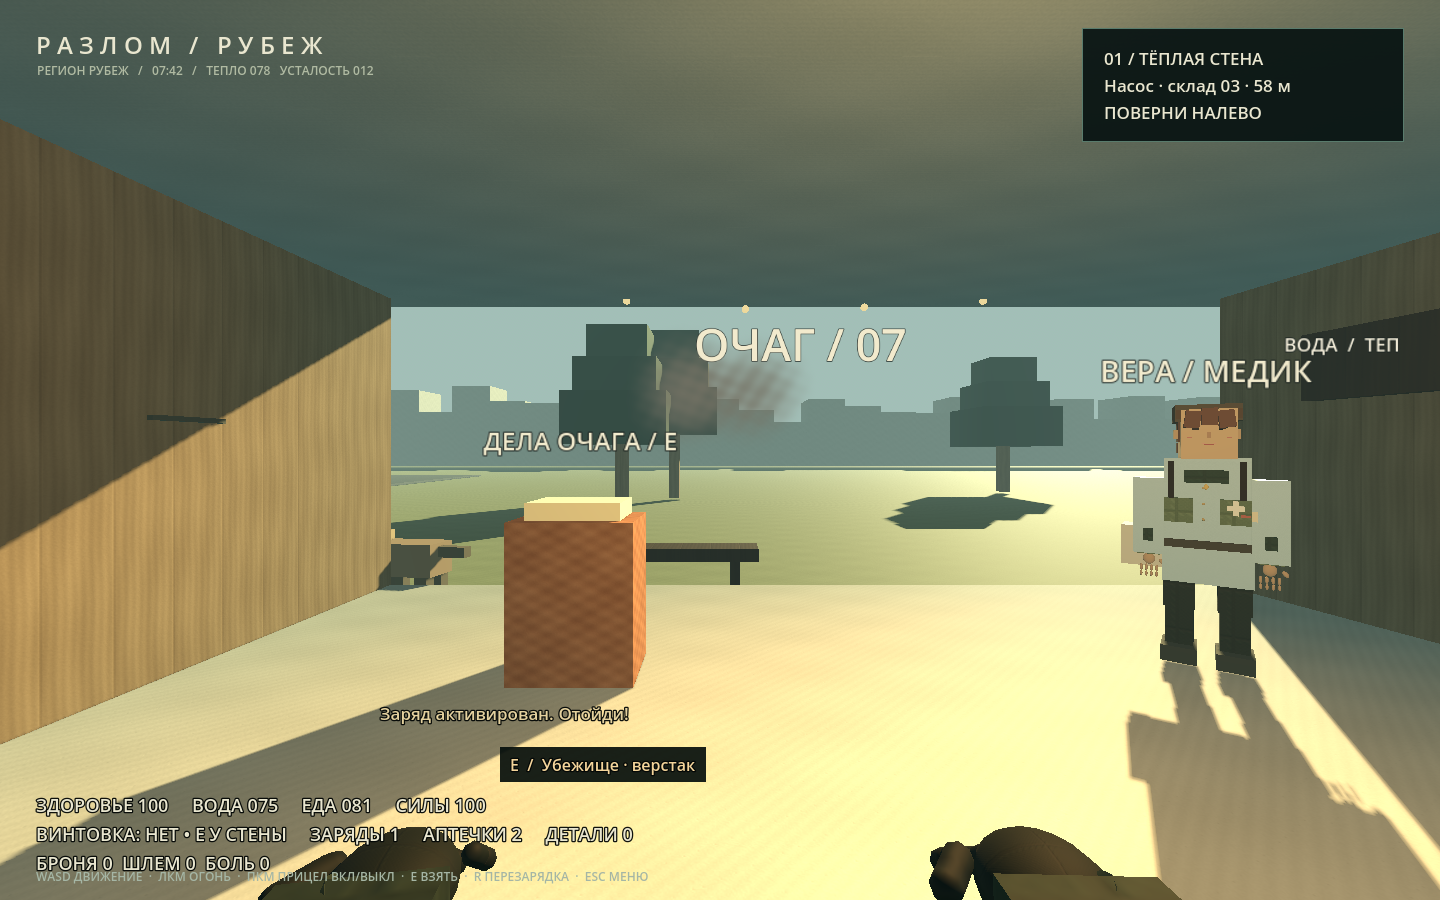 РАЗЛОМ / РУБЕЖ
РЕГИОН РУБЕЖ / 07:42 / ТЕПЛО 078 УСТАЛОСТЬ 012
01 / ТЁПЛАЯ СТЕНА
Насос · склад 03 · 58 м
ПОВЕРНИ НАЛЕВО
ОЧАГ / 07
ВОДА / ТЕП
ВЕРА / МЕДИК
ДЕЛА ОЧАГА / E
Заряд активирован. Отойди!
E / Убежище · верстак
ЗДОРОВЬЕ 100 ВОДА 075 ЕДА 081 СИЛЫ 100
ВИНТОВКА: НЕТ • E У СТЕНЫ ЗАРЯДЫ 1 АПТЕЧКИ 2 ДЕТАЛИ 0
БРОНЯ 0 ШЛЕМ 0 БОЛЬ 0
WASD ДВИЖЕНИЕ · ЛКМ ОГОНЬ · ПКМ ПРИЦЕЛ ВКЛ/ВЫКЛ · E ВЗЯТЬ · R ПЕРЕЗАРЯДКА · ESC МЕНЮ